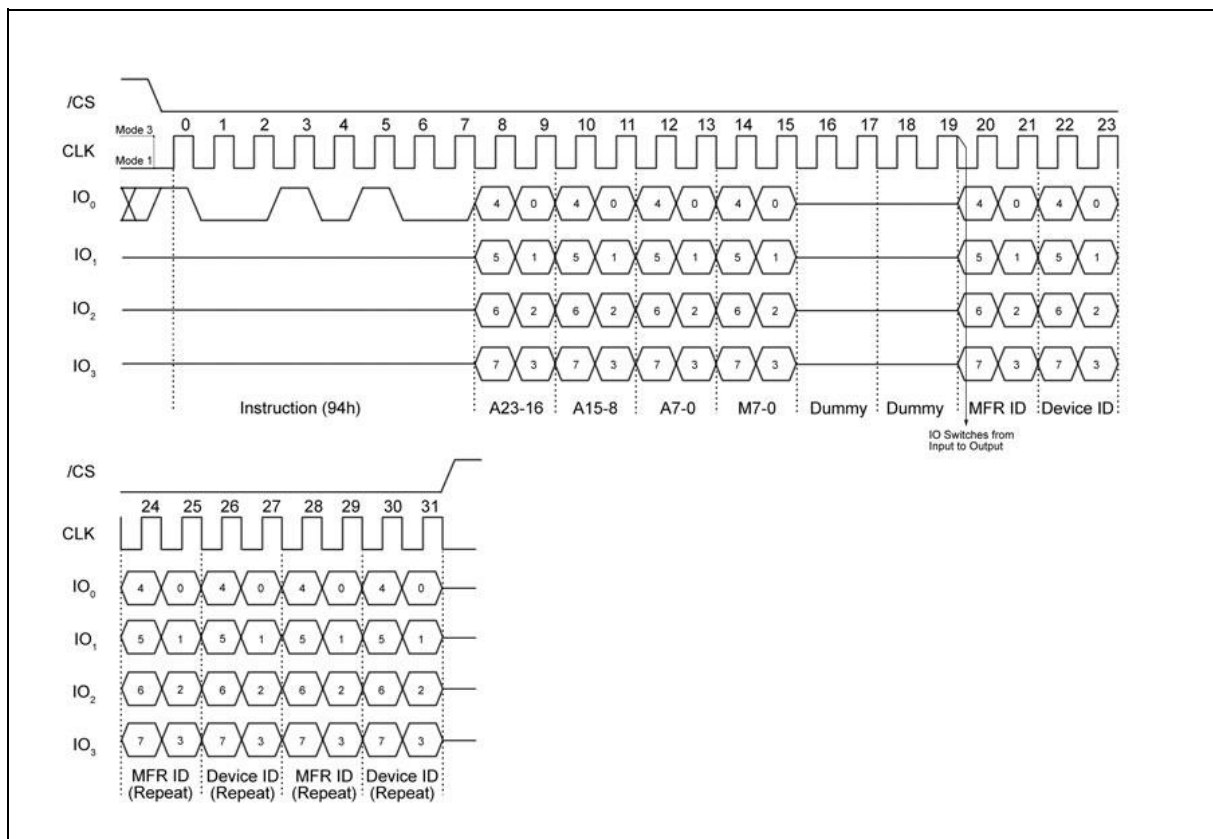 /CS
Mode 3
0 1 2 3 4 5 6 7 8 9 10 11 12 13 14 15 16 17 18 19 20 21 22 23
CLK
Mode 1
IO0 4 0 4 0 4 0 4 0 4 0 4 0
IO1 5 1 5 1 5 1 5 1 5 1 5 1
IO2 6 2 6 2 6 2 6 2 6 2 6 2
IO3 7 3 7 3 7 3 7 3 7 3 7 3
Instruction (94h) A23-16 A15-8 A7-0 M7-0 Dummy Dummy MFR ID Device ID
IO Switches from
Input to Output
/CS
24 25 26 27 28 29 30 31
CLK
IO0 4 0 4 0 4 0 4 0
IO1 5 1 5 1 5 1 5 1
IO2 6 2 6 2 6 2 6 2
IO3 7 3 7 3 7 3 7 3
MFR ID Device ID MFR ID Device ID
(Repeat) (Repeat) (Repeat) (Repeat)